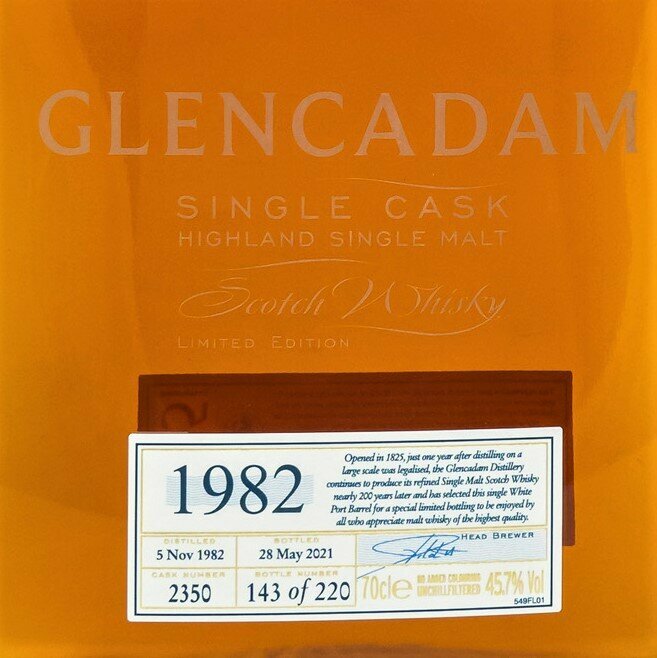 GLENCADAM
SINGLE CASK
HIGHLAND SINGLE MALT
Scotch Whisky
LIMITED EDITION
1982
Opened in 1825, just one year after distilling on a
large scale was legalised, the Glencadam Distillery
continues to produce its refined Single Malt Scotch Whisky
nearly 200 years later and has selected this single White
Port Barrel for a special limited bottling to be enjoyed by
all who appreciate malt whisky of the highest quality.
DISTILLED
5 Nov 1982
BOTTLED
28 May 2021
HEAD BREWER
CASK NUMBER
2350
BOTTLE NUMBER
143 of 220
70cle
NO ADDED COLOURING
UNCHILLFILTERED
45.7% Vol
549FL01